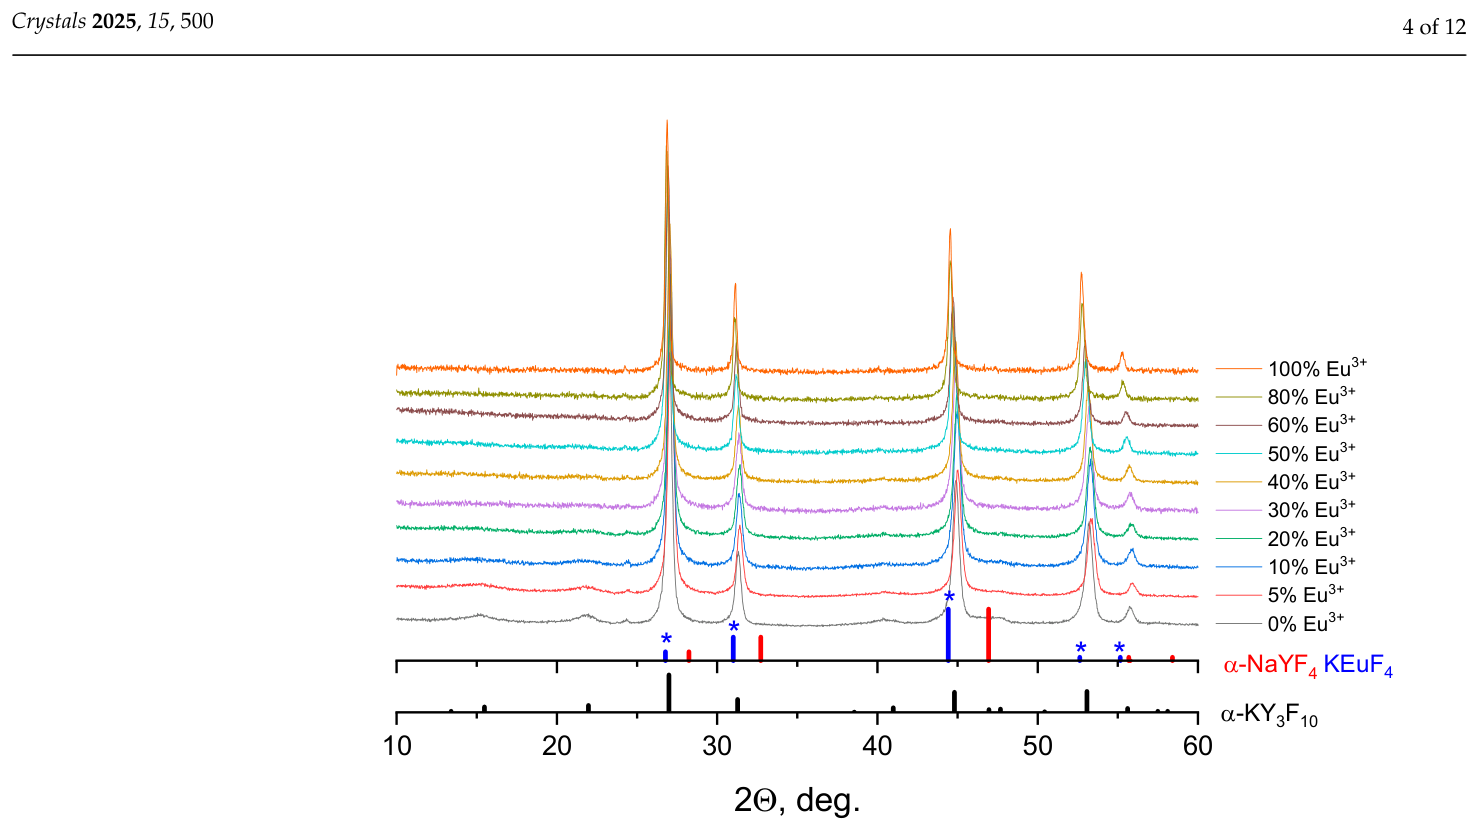 Crystals 2025, 15, 500
4 of 12
100% Eu³⁺
80% Eu³⁺
60% Eu³⁺
50% Eu³⁺
40% Eu³⁺
30% Eu³⁺
20% Eu³⁺
10% Eu³⁺
5% Eu³⁺
0% Eu³⁺
* * * * *
α-NaYF₄ KEuF₄
α-KY₃F₁₀
10 20 30 40 50 60
2Θ, deg.